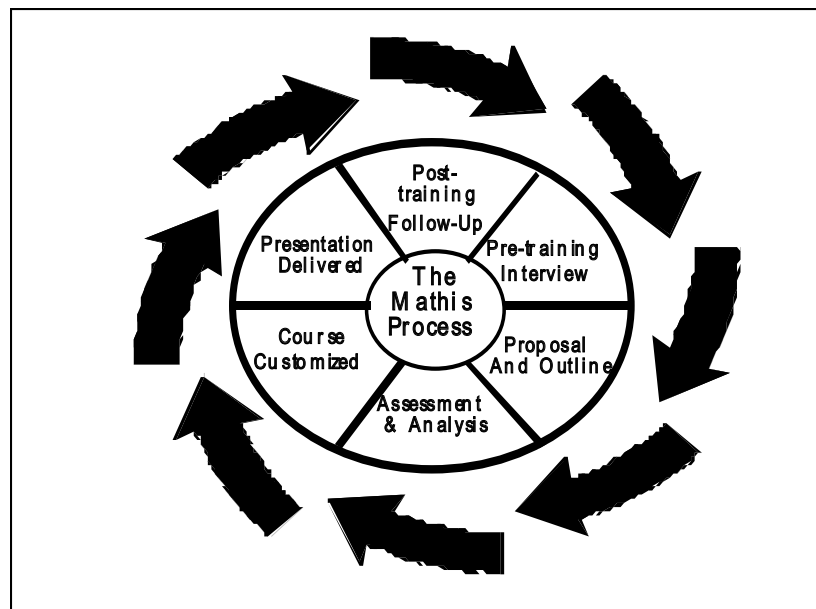 Post-
training
Follow-Up
Pre-training
Interview
Proposal
And Outline
Assessment
& Analysis
Course
Customized
Presentation
Delivered
The
Mathis
Process